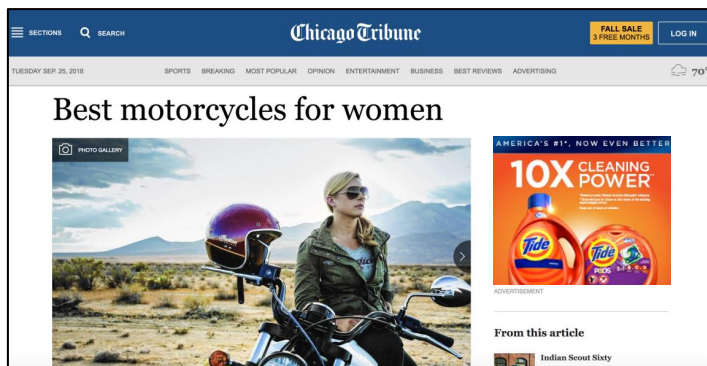 SECTIONS
SEARCH
Chicago Tribune
FALL SALE
3 FREE MONTHS
LOG IN
TUESDAY SEP. 25, 2018
SPORTS BREAKING MOST POPULAR OPINION ENTERTAINMENT BUSINESS BEST REVIEWS ADVERTISING
70°
Best motorcycles for women
PHOTO GALLERY
AMERICA'S #1*, NOW EVEN BETTER
10X CLEANING
POWER
Tide
Tide
PODS
ADVERTISEMENT
From this article
Indian Scout Sixty